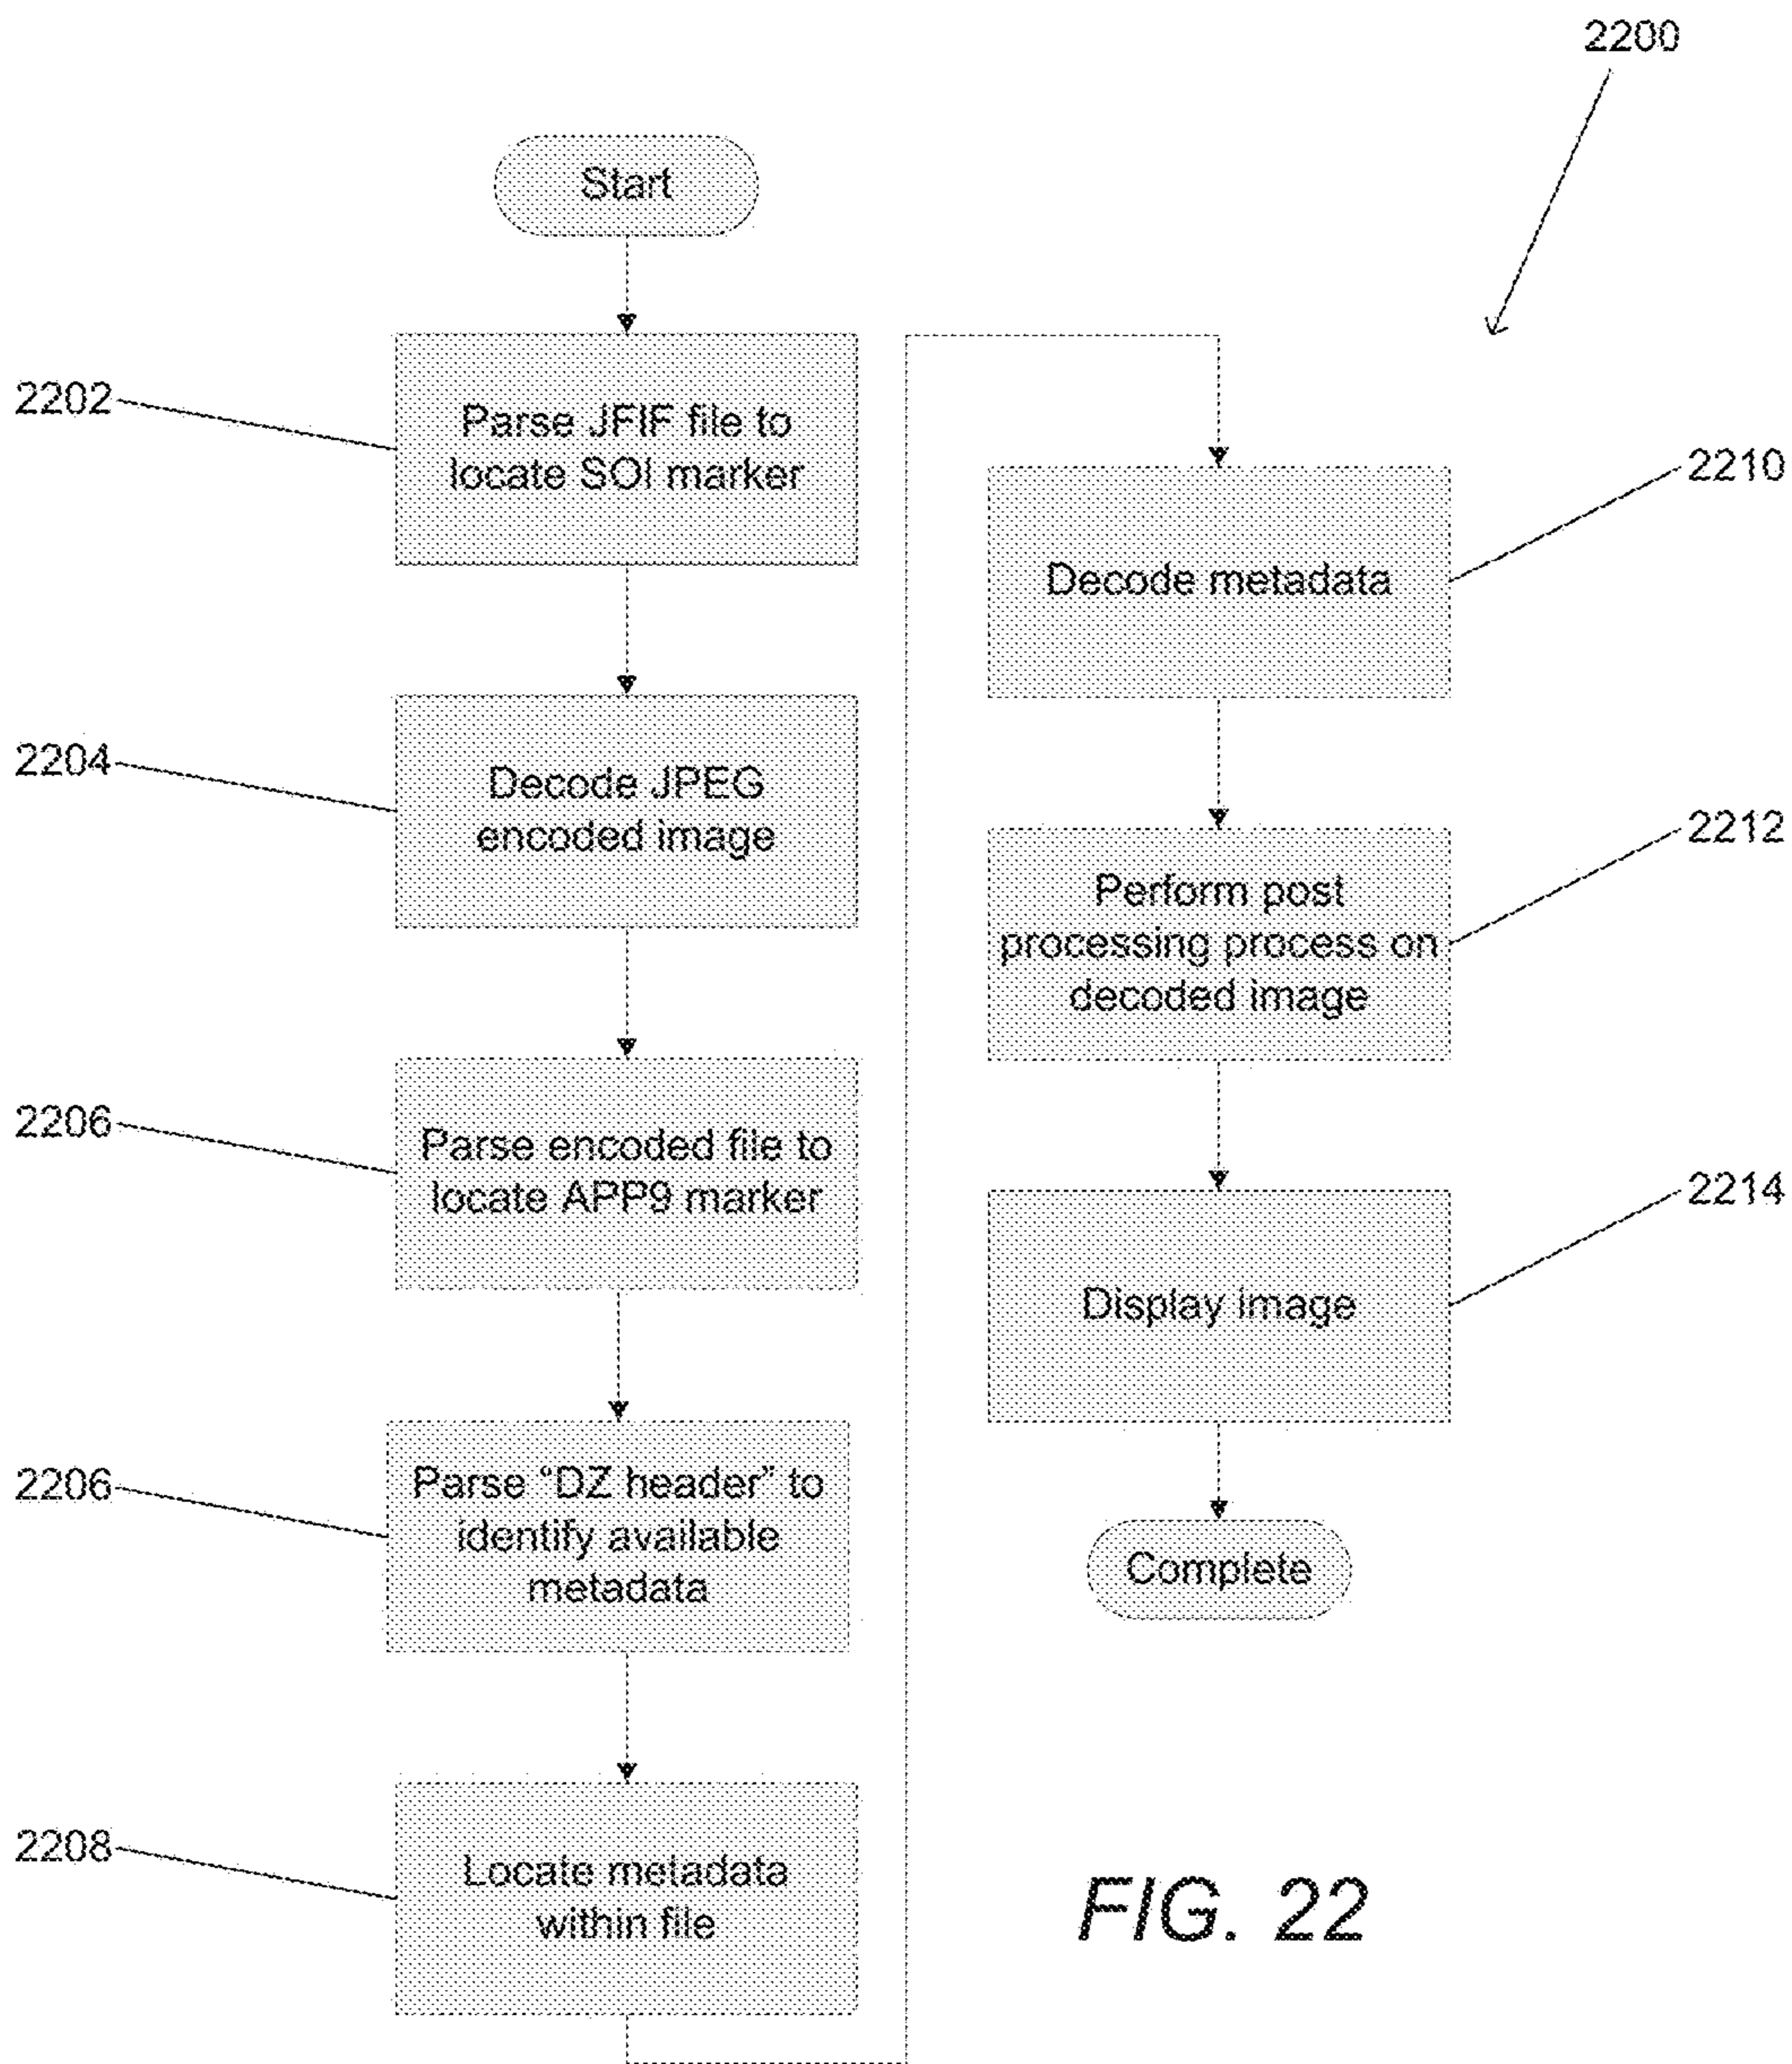 2200
Start
2202
Parse JFIF file to
locate SOI marker
2204
Decode JPEG
encoded image
2206
Parse encoded file to
locate APP9 marker
2206
Parse “DZ header” to
identify available
metadata
2208
Locate metadata
within file
2210
Decode metadata
2212
Perform post
processing process on
decoded image
2214
Display image
Complete
FIG. 22